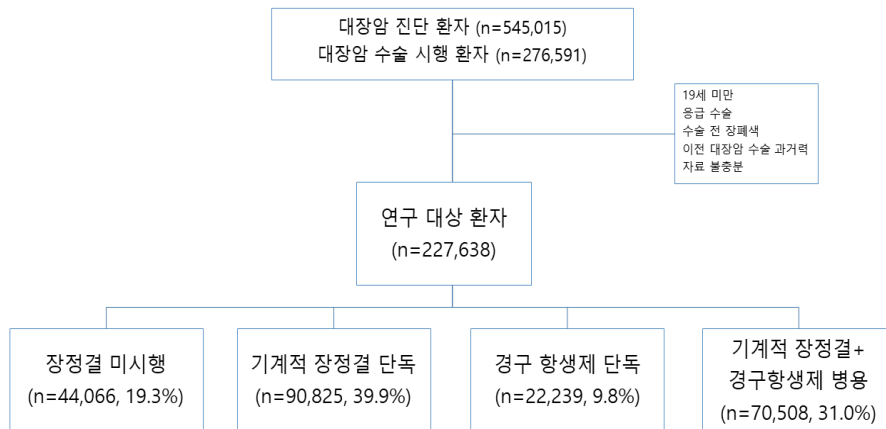 대장암 진단 환자 (n=545,015)
대장암 수술 시행 환자 (n=276,591)
19세 미만
응급 수술
수술 전 장폐색
이전 대장암 수술 과거력
자료 불충분
연구 대상 환자
(n=227,638)
장정결 미시행
(n=44,066, 19.3%)
기계적 장정결 단독
(n=90,825, 39.9%)
경구 항생제 단독
(n=22,239, 9.8%)
기계적 장정결+
경구항생제 병용
(n=70,508, 31.0%)